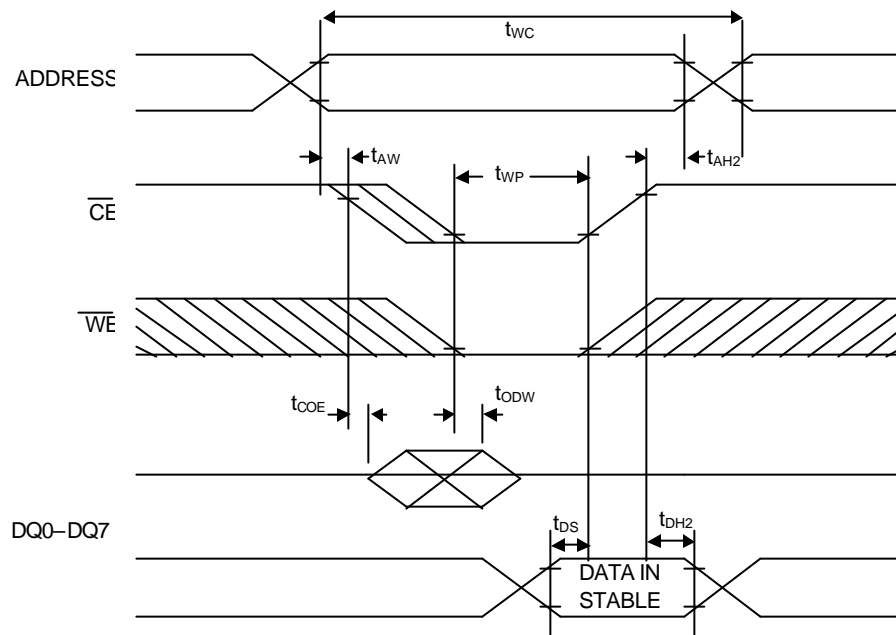 tWC
ADDRESS
tAW
tWP
tAH2
CE
WE
tCOE
tODW
DQ0–DQ7
tDS
tDH2
DATA IN
STABLE